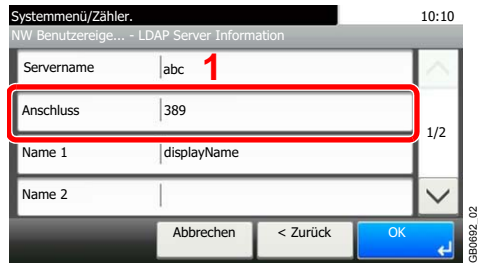 Systemmenü/Zähler. 10:10
NW Benutzereige... - LDAP Server Information
Servername abc 1
Anschluss 389
1/2
Name 1 displayName
Name 2
Abbrechen < Zurück OK
GB0692_02